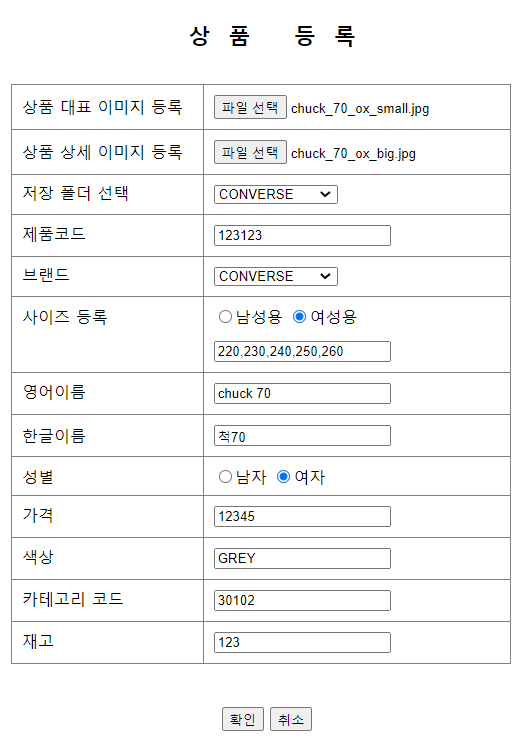 상 품 등 록
상품 대표 이미지 등록 파일 선택 chuck_70_ox_small.jpg
상품 상세 이미지 등록 파일 선택 chuck_70_ox_big.jpg
저장 폴더 선택 CONVERSE
제품코드 123123
브랜드 CONVERSE
사이즈 등록 남성용 여성용
220,230,240,250,260
영어이름 chuck 70
한글이름 척70
성별 남자 여자
가격 12345
색상 GREY
카테고리 코드 30102
재고 123
확인 취소